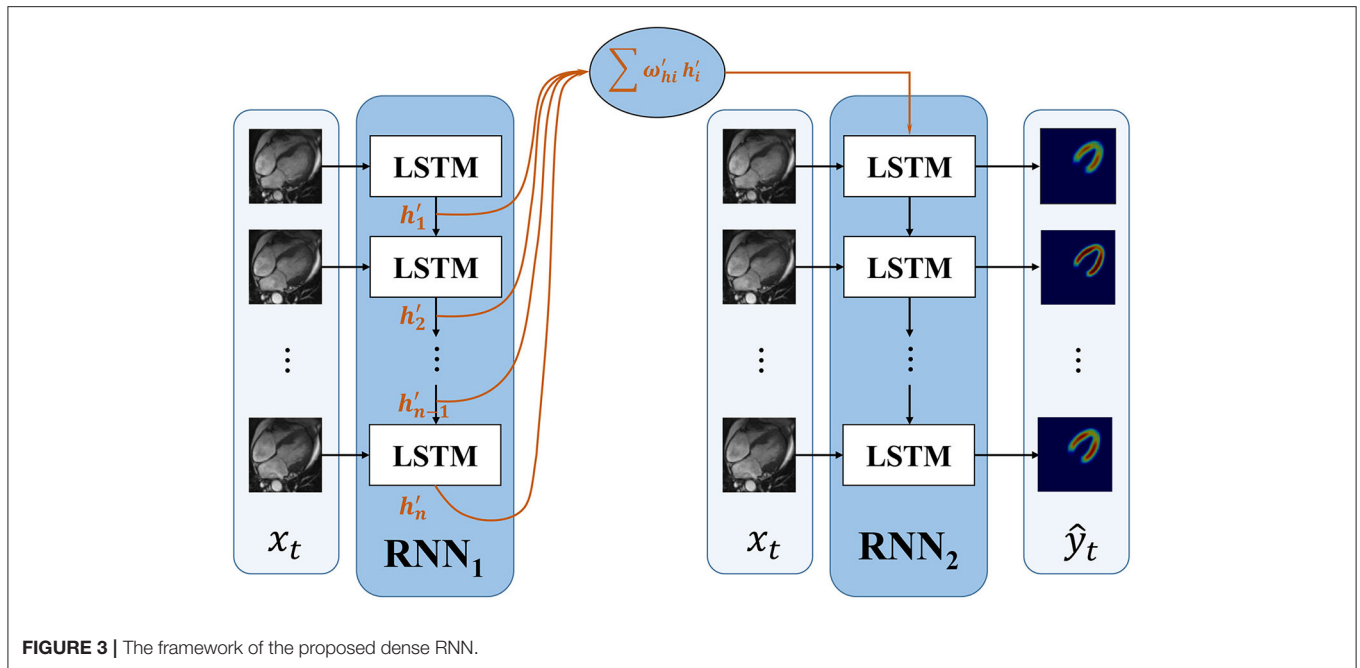 ∑ ω′ₕᵢ h′ᵢ
LSTM
h′₁
LSTM
h′₂
⋮
⋮
h′ₙ₋₁
LSTM
h′ₙ
xₜ
RNN₁
LSTM
LSTM
⋮
⋮
⋮
LSTM
xₜ
RNN₂
ŷₜ
FIGURE 3 | The framework of the proposed dense RNN.